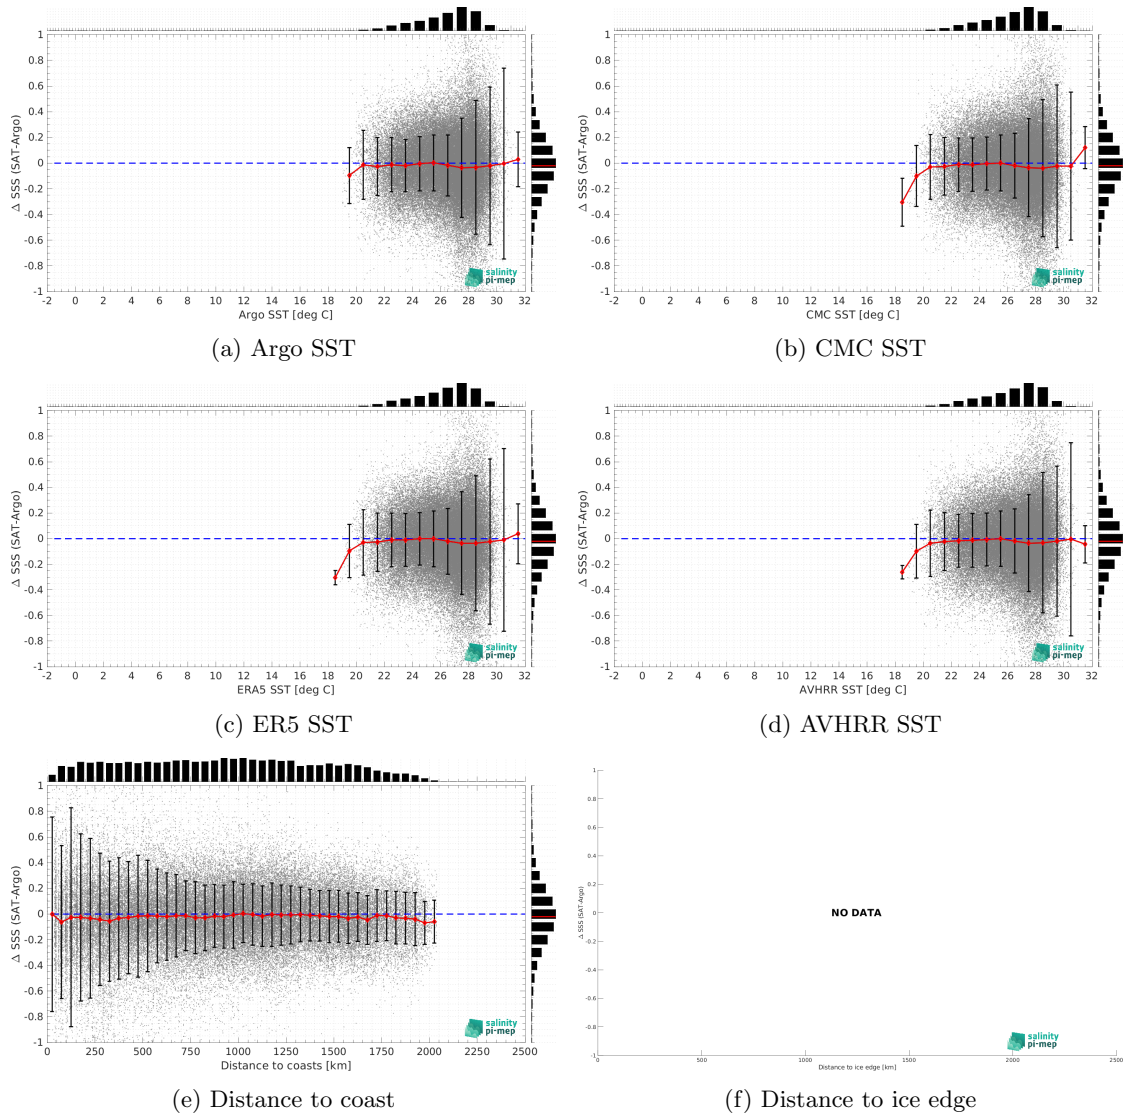 1
0.8
0.6
0.4
0.2
0
-0.2
-0.4
-0.6
-0.8
-1
Δ SSS (SAT-Argo)
-2 0 2 4 6 8 10 12 14 16 18 20 22 24 26 28 30 32
Argo SST [deg C]
salinity
pi-mep
(a) Argo SST
1
0.8
0.6
0.4
0.2
0
-0.2
-0.4
-0.6
-0.8
-1
Δ SSS (SAT-Argo)
-2 0 2 4 6 8 10 12 14 16 18 20 22 24 26 28 30 32
CMC SST [deg C]
salinity
pi-mep
(b) CMC SST
1
0.8
0.6
0.4
0.2
0
-0.2
-0.4
-0.6
-0.8
-1
Δ SSS (SAT-Argo)
-2 0 2 4 6 8 10 12 14 16 18 20 22 24 26 28 30 32
ERA5 SST [deg C]
salinity
pi-mep
(c) ER5 SST
1
0.8
0.6
0.4
0.2
0
-0.2
-0.4
-0.6
-0.8
-1
Δ SSS (SAT-Argo)
-2 0 2 4 6 8 10 12 14 16 18 20 22 24 26 28 30 32
AVHRR SST [deg C]
salinity
pi-mep
(d) AVHRR SST
1
0.8
0.6
0.4
0.2
0
-0.2
-0.4
-0.6
-0.8
-1
Δ SSS (SAT-Argo)
0 250 500 750 1000 1250 1500 1750 2000 2250 2500
Distance to coasts [km]
salinity
pi-mep
(e) Distance to coast
1
0.8
0.6
0.4
0.2
0
-0.2
-0.4
-0.6
-0.8
-1
Δ SSS (SAT-Argo)
NO DATA
0 500 1000 1500 2000 2500
Distance to ice edge [km]
salinity
pi-mep
(f) Distance to ice edge